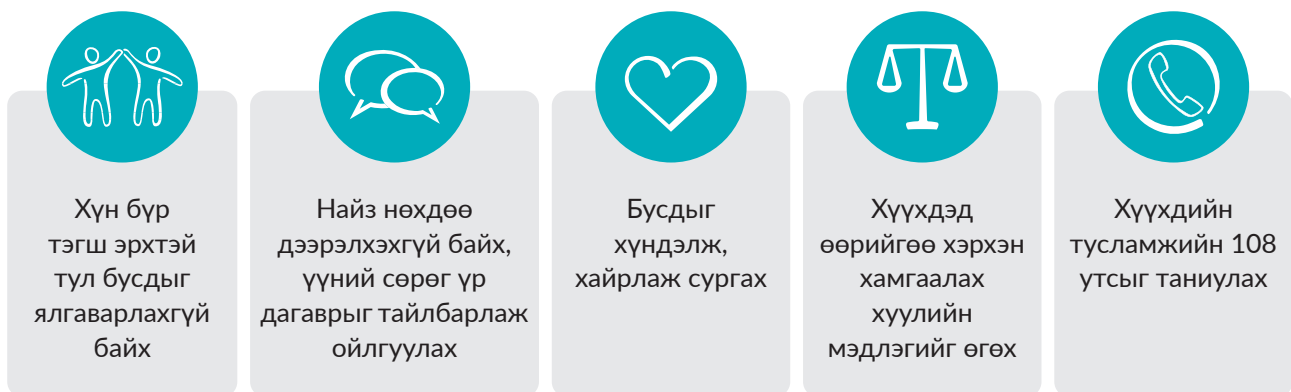 Хүн бүр
тэгш эрхтэй
тул бусдыг
ялгаварлахгүй
байх
Найз нөхдөө
дээрэлхэхгүй байх,
үүний сөрөг үр
дагаврыг тайлбарлаж
ойлгуулах
Бусдыг
хүндэлж,
хайрлаж сургах
Хүүхдэд
өөрийгөө хэрхэн
хамгаалах
хуулийн
мэдлэгийг өгөх
Хүүхдийн
тусламжийн 108
утсыг таниулах